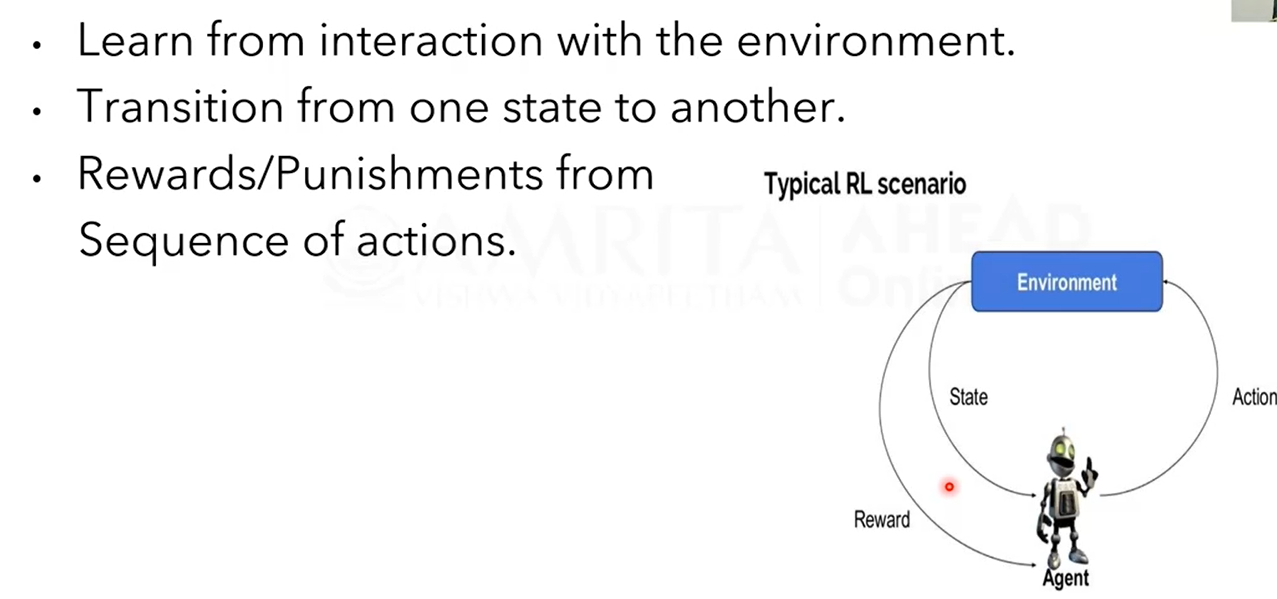 • Learn from interaction with the environment.
• Transition from one state to another.
• Rewards/Punishments from
Sequence of actions.
Typical RL scenario
AMRITA
VISHWA VIDYAPEETHAM
AHEAD
Online
Environment
State
Action
Reward
Agent